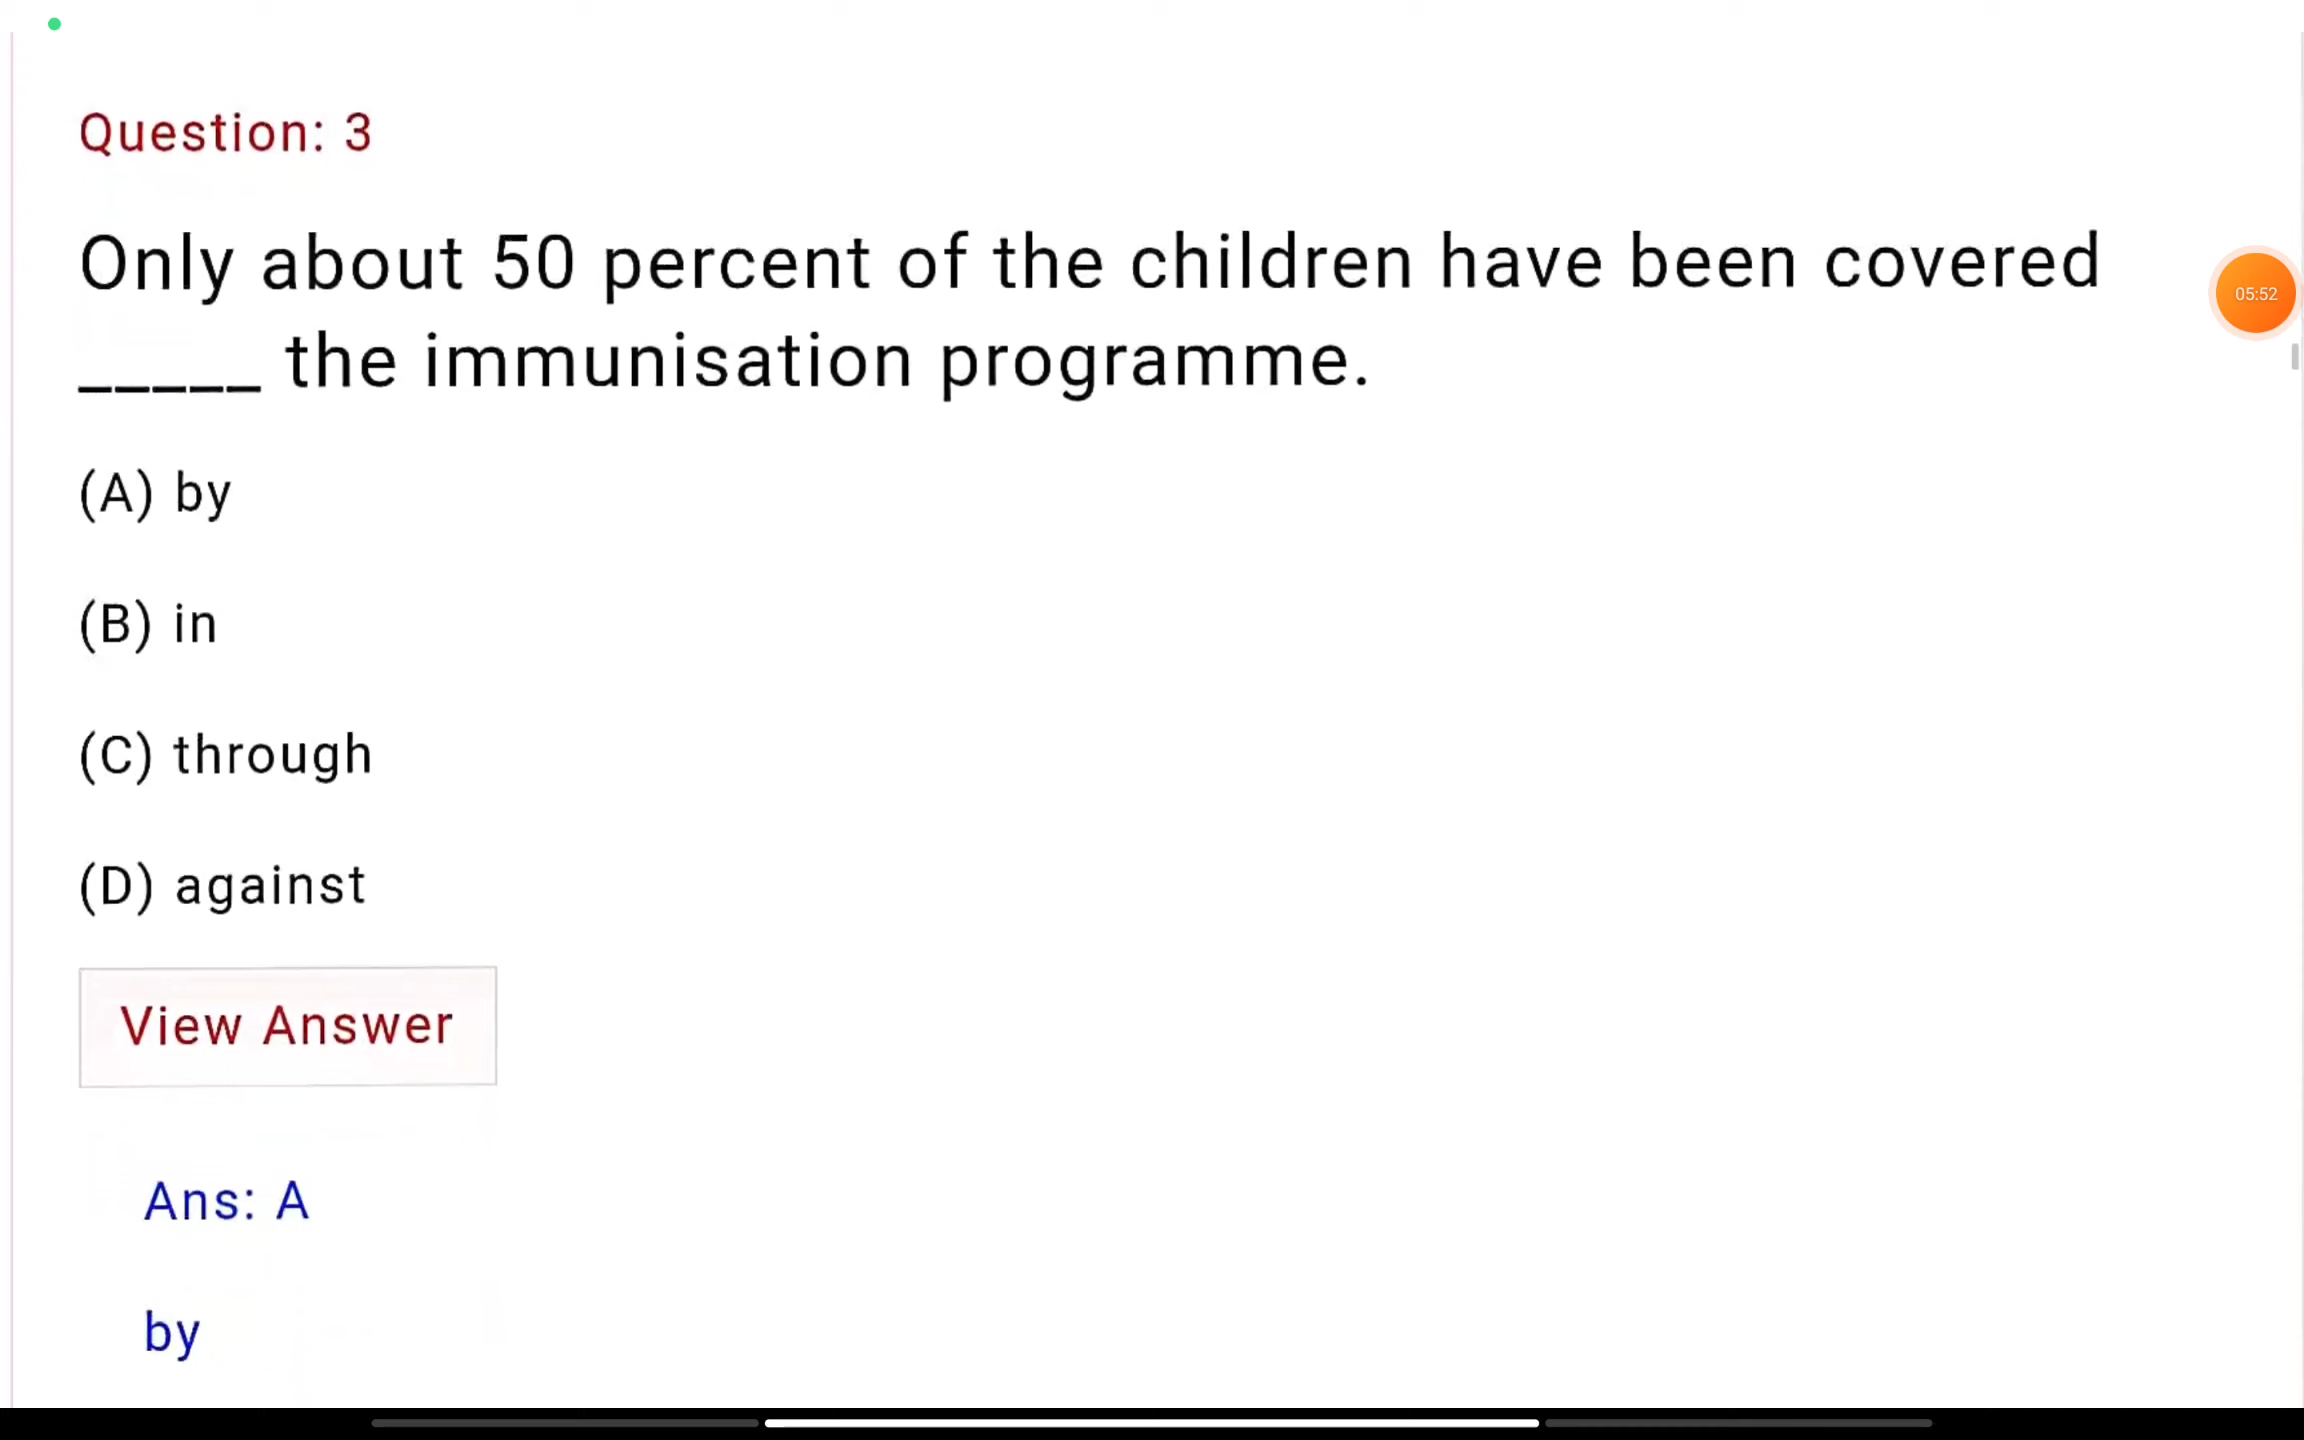 Question: 3
Only about 50 percent of the children have been covered
_____ the immunisation programme.
05:52
(A) by
(B) in
(C) through
(D) against
View Answer
Ans: A
by